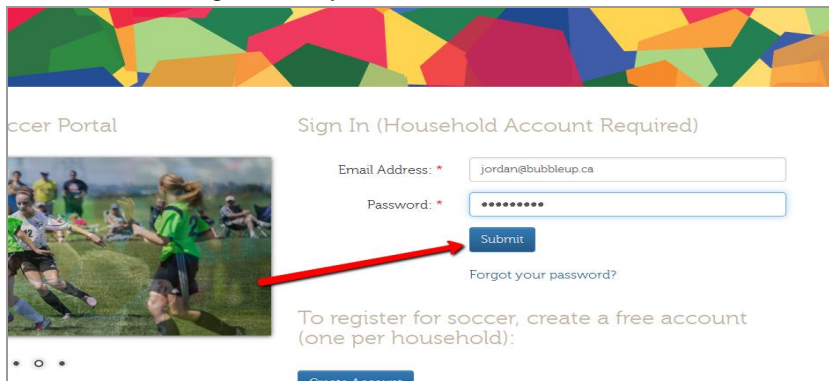 ccer Portal
Sign In (Household Account Required)
Email Address: *
jordan@bubbleup.ca
Password: *
•••••••••
Submit
Forgot your password?
To register for soccer, create a free account
(one per household):
Create Account